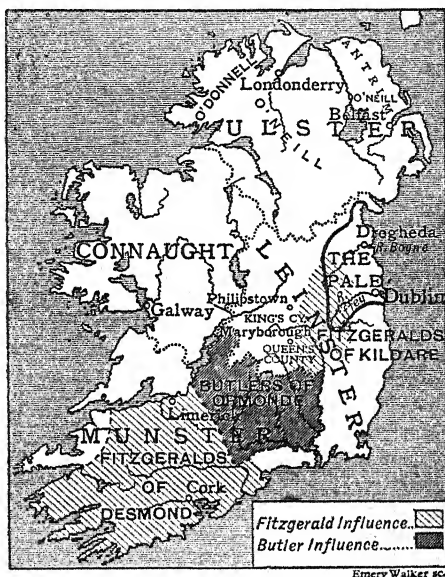 ANTRIM
O'DONNELL
Londonderry
O'NEILL
O'NEILL
Belfast
ULSTER
CONNAUGHT
LEINSTER
Drogheda
R. Boyne
THE
PALE
Dublin
Galway
Philipstown
KING'S CY.
Maryborough
QUEEN'S
COUNTY
FITZGERALDS
OF KILDARE
BUTLERS OF
ORMONDE
Limerick
MUNSTER
FITZGERALDS
OF
Cork
DESMOND
Fitzgerald Influence...
Butler Influence........
Emery Walker sc.